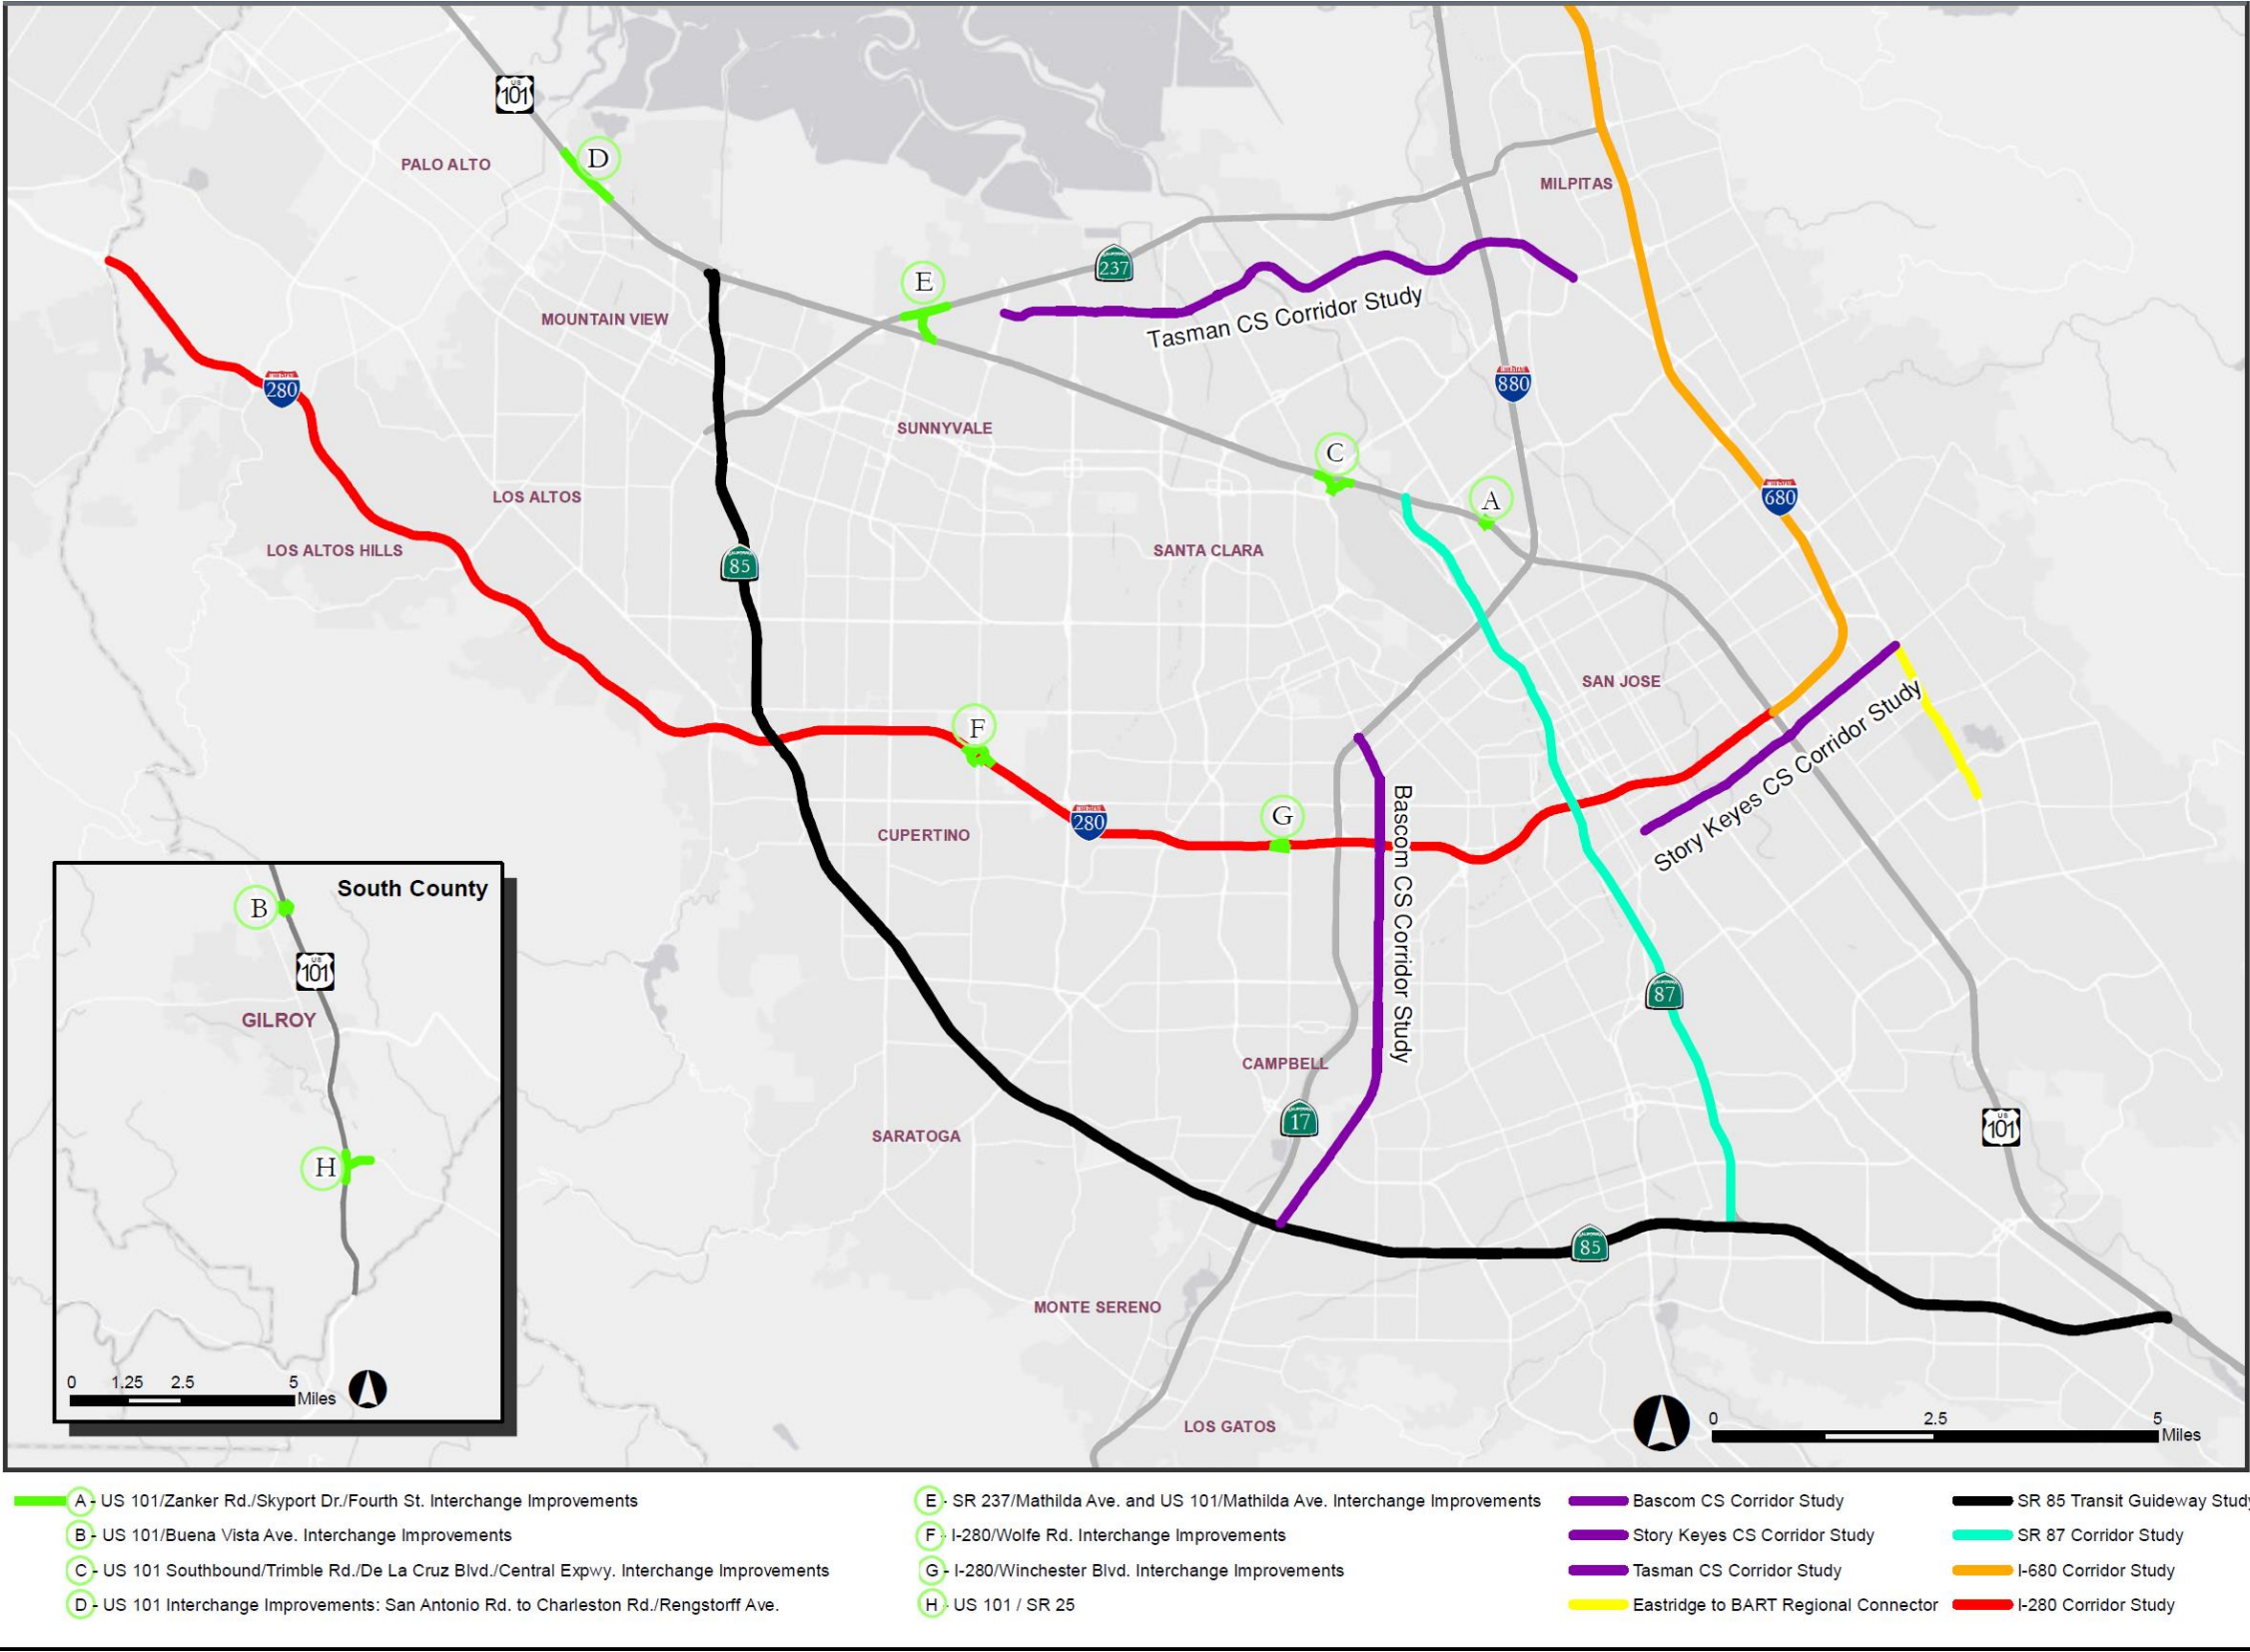 US
101
D
PALO ALTO
MILPITAS
E
237
MOUNTAIN VIEW
Tasman CS Corridor Study
280
880
SUNNYVALE
C
A
LOS ALTOS
680
LOS ALTOS HILLS
SANTA CLARA
85
SAN JOSE
Story Keyes CS Corridor Study
F
G
280
CUPERTINO
Bascom CS Corridor Study
South County
B
US
101
GILROY
H
0 1.25 2.5 5
Miles
87
CAMPBELL
17
SARATOGA
US
101
85
MONTE SERENO
LOS GATOS
0 2.5 5
Miles
A - US 101/Zanker Rd./Skyport Dr./Fourth St. Interchange Improvements
B - US 101/Buena Vista Ave. Interchange Improvements
C - US 101 Southbound/Trimble Rd./De La Cruz Blvd./Central Expwy. Interchange Improvements
D - US 101 Interchange Improvements: San Antonio Rd. to Charleston Rd./Rengstorff Ave.
E - SR 237/Mathilda Ave. and US 101/Mathilda Ave. Interchange Improvements
F - I-280/Wolfe Rd. Interchange Improvements
G - I-280/Winchester Blvd. Interchange Improvements
H - US 101 / SR 25
Bascom CS Corridor Study
Story Keyes CS Corridor Study
Tasman CS Corridor Study
Eastridge to BART Regional Connector
SR 85 Transit Guideway Study
SR 87 Corridor Study
I-680 Corridor Study
I-280 Corridor Study